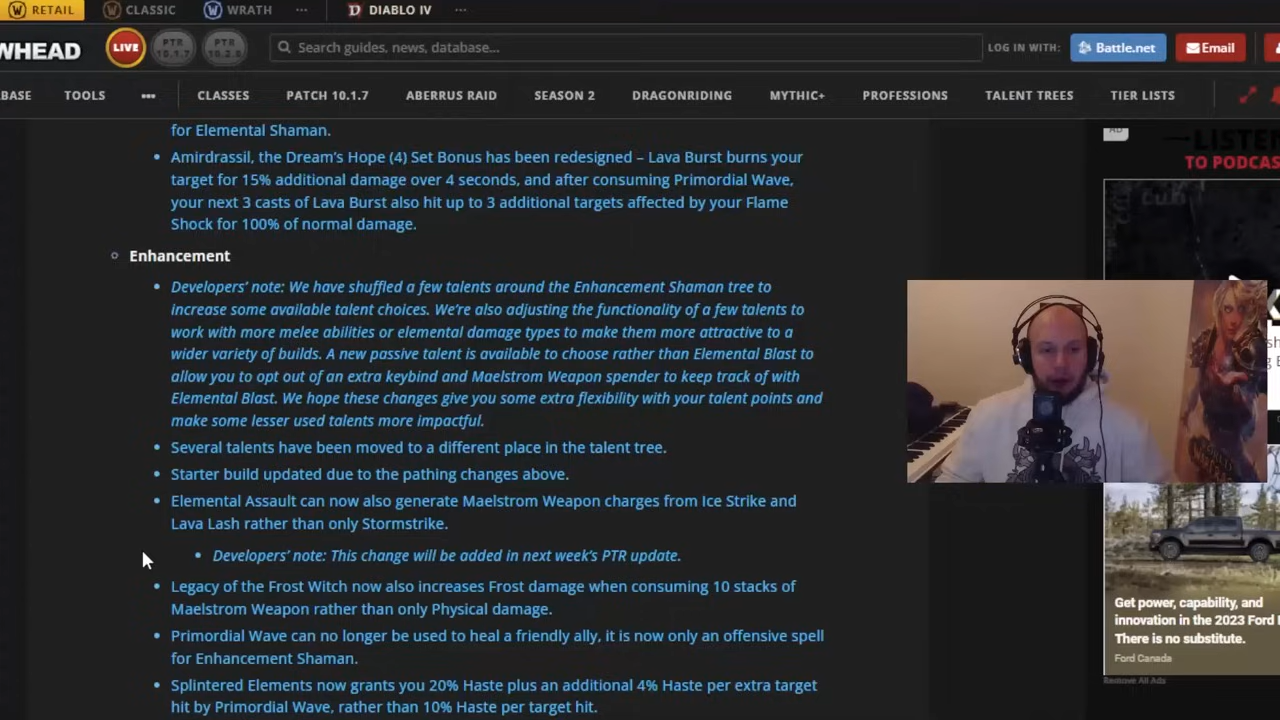 RETAIL CLASSIC WRATH ... DIABLO IV ...
WHEAD LIVE PTR 10.1.7 PTR 10.2.0 Search guides, news, database... LOG IN WITH: Battle.net Email
BASE TOOLS ... CLASSES PATCH 10.1.7 ABERRUS RAID SEASON 2 DRAGONRIDING MYTHIC+ PROFESSIONS TALENT TREES TIER LISTS
for Elemental Shaman.
• Amirdrassil, the Dream's Hope (4) Set Bonus has been redesigned – Lava Burst burns your
target for 15% additional damage over 4 seconds, and after consuming Primordial Wave,
your next 3 casts of Lava Burst also hit up to 3 additional targets affected by your Flame
Shock for 100% of normal damage.
Enhancement
• Developers' note: We have shuffled a few talents around the Enhancement Shaman tree to
increase some available talent choices. We're also adjusting the functionality of a few talents to
work with more melee abilities or elemental damage types to make them more attractive to a
wider variety of builds. A new passive talent is available to choose rather than Elemental Blast to
allow you to opt out of an extra keybind and Maelstrom Weapon spender to keep track of with
Elemental Blast. We hope these changes give you some extra flexibility with your talent points and
make some lesser used talents more impactful.
• Several talents have been moved to a different place in the talent tree.
• Starter build updated due to the pathing changes above.
• Elemental Assault can now also generate Maelstrom Weapon charges from Ice Strike and
Lava Lash rather than only Stormstrike.
• Developers' note: This change will be added in next week's PTR update.
• Legacy of the Frost Witch now also increases Frost damage when consuming 10 stacks of
Maelstrom Weapon rather than only Physical damage.
• Primordial Wave can no longer be used to heal a friendly ally, it is now only an offensive spell
for Enhancement Shaman.
• Splintered Elements now grants you 20% Haste plus an additional 4% Haste per extra target
hit by Primordial Wave, rather than 10% Haste per target hit.
AD
LISTEN
TO PODCAS
Get power, capability, and
innovation in the 2023 Ford
There is no substitute.
Ford Canada
Remove All Ads